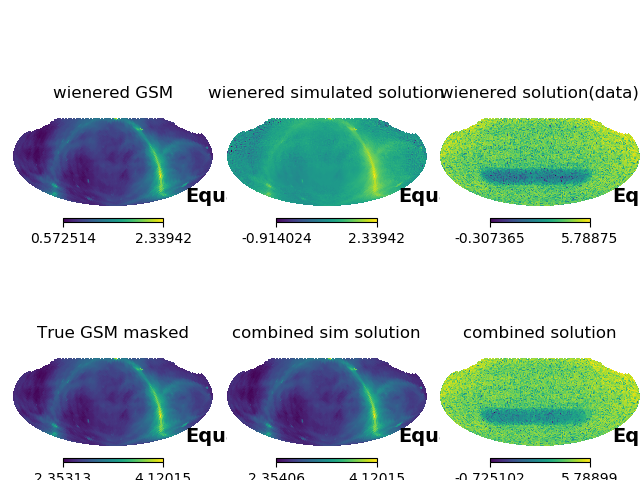 wienered GSM
wienered simulated solution
wienered solution(data)
Equ
Equ
Eq
0.572514 2.33942
-0.914024 2.33942
-0.307365 5.78875
True GSM masked
combined sim solution
combined solution
Equ
Equ
Eq
2.35313 4.12015
2.35406 4.12015
-0.725102 5.78899